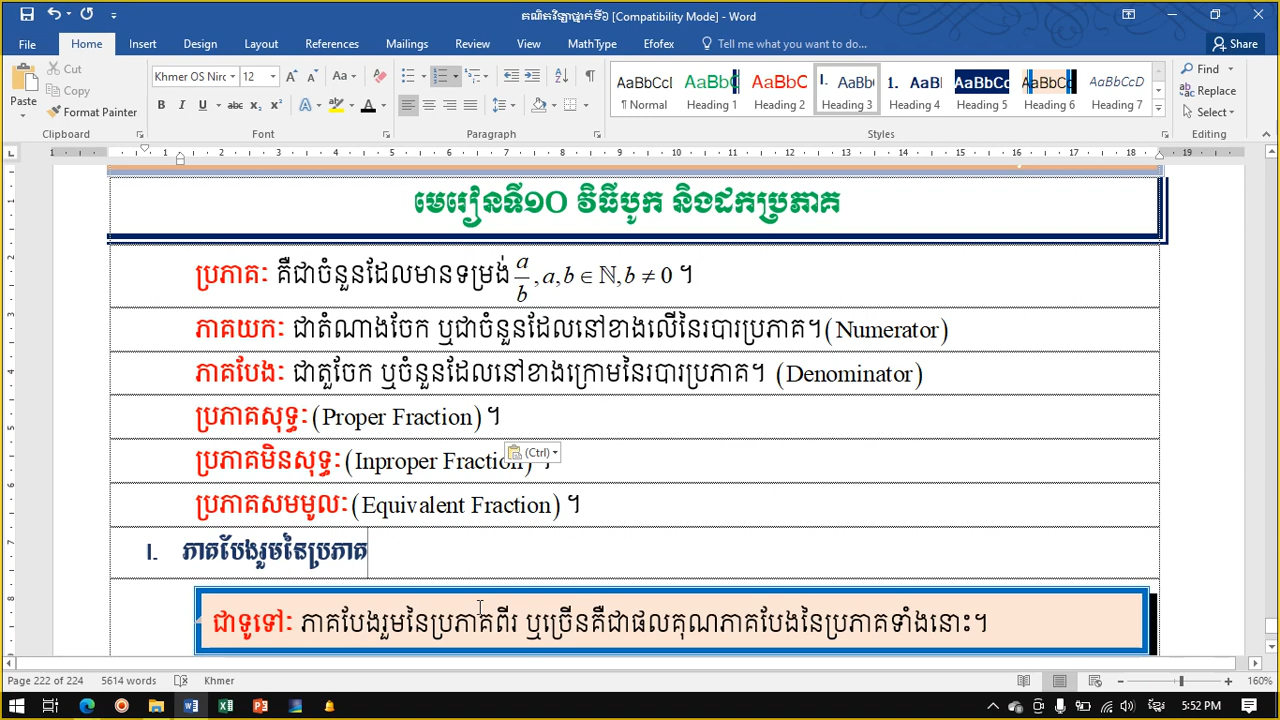 គណិតវិទ្យាថ្នាក់ទី៦ [Compatibility Mode] - Word
File Home Insert Design Layout References Mailings Review View MathType Efofex Tell me what you want to do... Share
Paste Cut Copy Format Painter
Clipboard
Khmer OS Niro 12
Font
Paragraph
AaBbCcI ¶ Normal
AaBbC Heading 1
AaBbC Heading 2
I. AaBbC Heading 3
1. AaBb Heading 4
AaBbCc Heading 5
AaBbCc Heading 6
AaBbCcD Heading 7
Styles
Find Replace Select
Editing
មេរៀនទី១០ វិធីបូក និងដកប្រភាគ
ប្រភាគៈ គឺជាចំនួនដែលមានទម្រង់ a/b , a,b ∈ ℕ, b ≠ 0 ។
ភាគយកៈ ជាតំណាងចែក ឬជាចំនួនដែលនៅខាងលើនៃរបារប្រភាគ។ (Numerator)
ភាគបែងៈ ជាតួចែក ឬចំនួនដែលនៅខាងក្រោមនៃរបារប្រភាគ។ (Denominator)
ប្រភាគសុទ្ធៈ (Proper Fraction) ។
ប្រភាគមិនសុទ្ធៈ (Inproper Fraction) ។
(Ctrl)
ប្រភាគសមមូលៈ (Equivalent Fraction) ។
I. ភាគបែងរួមនៃប្រភាគ
ជាទូទៅៈ ភាគបែងរួមនៃប្រភាគពីរ ឬច្រើនគឺជាផលគុណភាគបែងនៃប្រភាគទាំងនោះ។
Page 222 of 224 5614 words Khmer 160%
5:52 PM